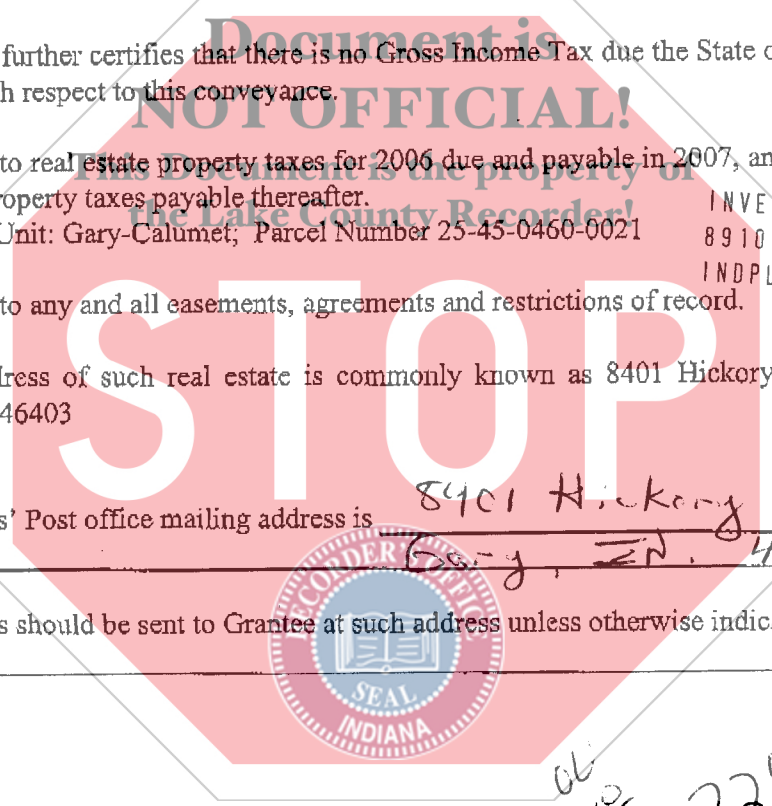 Document is
further certifies that there is no Gross Income Tax due the State o
h respect to this conveyance.
NOT OFFICIAL!
to real estate property taxes for 2006 due and payable in 2007, an
This Document is the property of
roperty taxes payable thereafter.
the Lake County Recorder!
INVE
Unit: Gary-Calumet; Parcel Number 25-45-0460-0021
8910
INDPL
to any and all easements, agreements and restrictions of record.
STOP
dress of such real estate is commonly known as 8401 Hickory
46403
s' Post office mailing address is 8401 Hickory
Gary, IN. 4
RECORDER'S OFFICE
s should be sent to Grantee at such address unless otherwise indic
SEAL
INDIANA